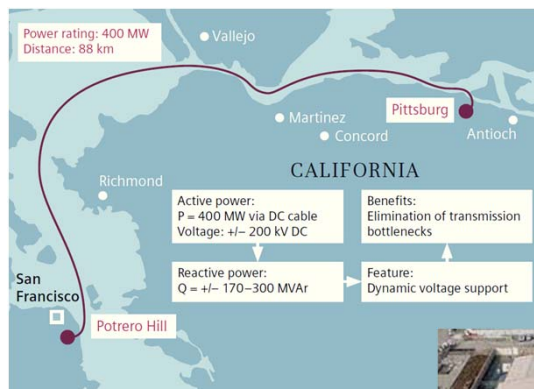 Power rating: 400 MW
Distance: 88 km
Vallejo
Pittsburg
Martinez
Concord
Antioch
CALIFORNIA
Richmond
Active power:
P = 400 MW via DC cable
Voltage: +/– 200 kV DC
Benefits:
Elimination of transmission
bottlenecks
Reactive power:
Q = +/– 170–300 MVAr
Feature:
Dynamic voltage support
San
Francisco
Potrero Hill